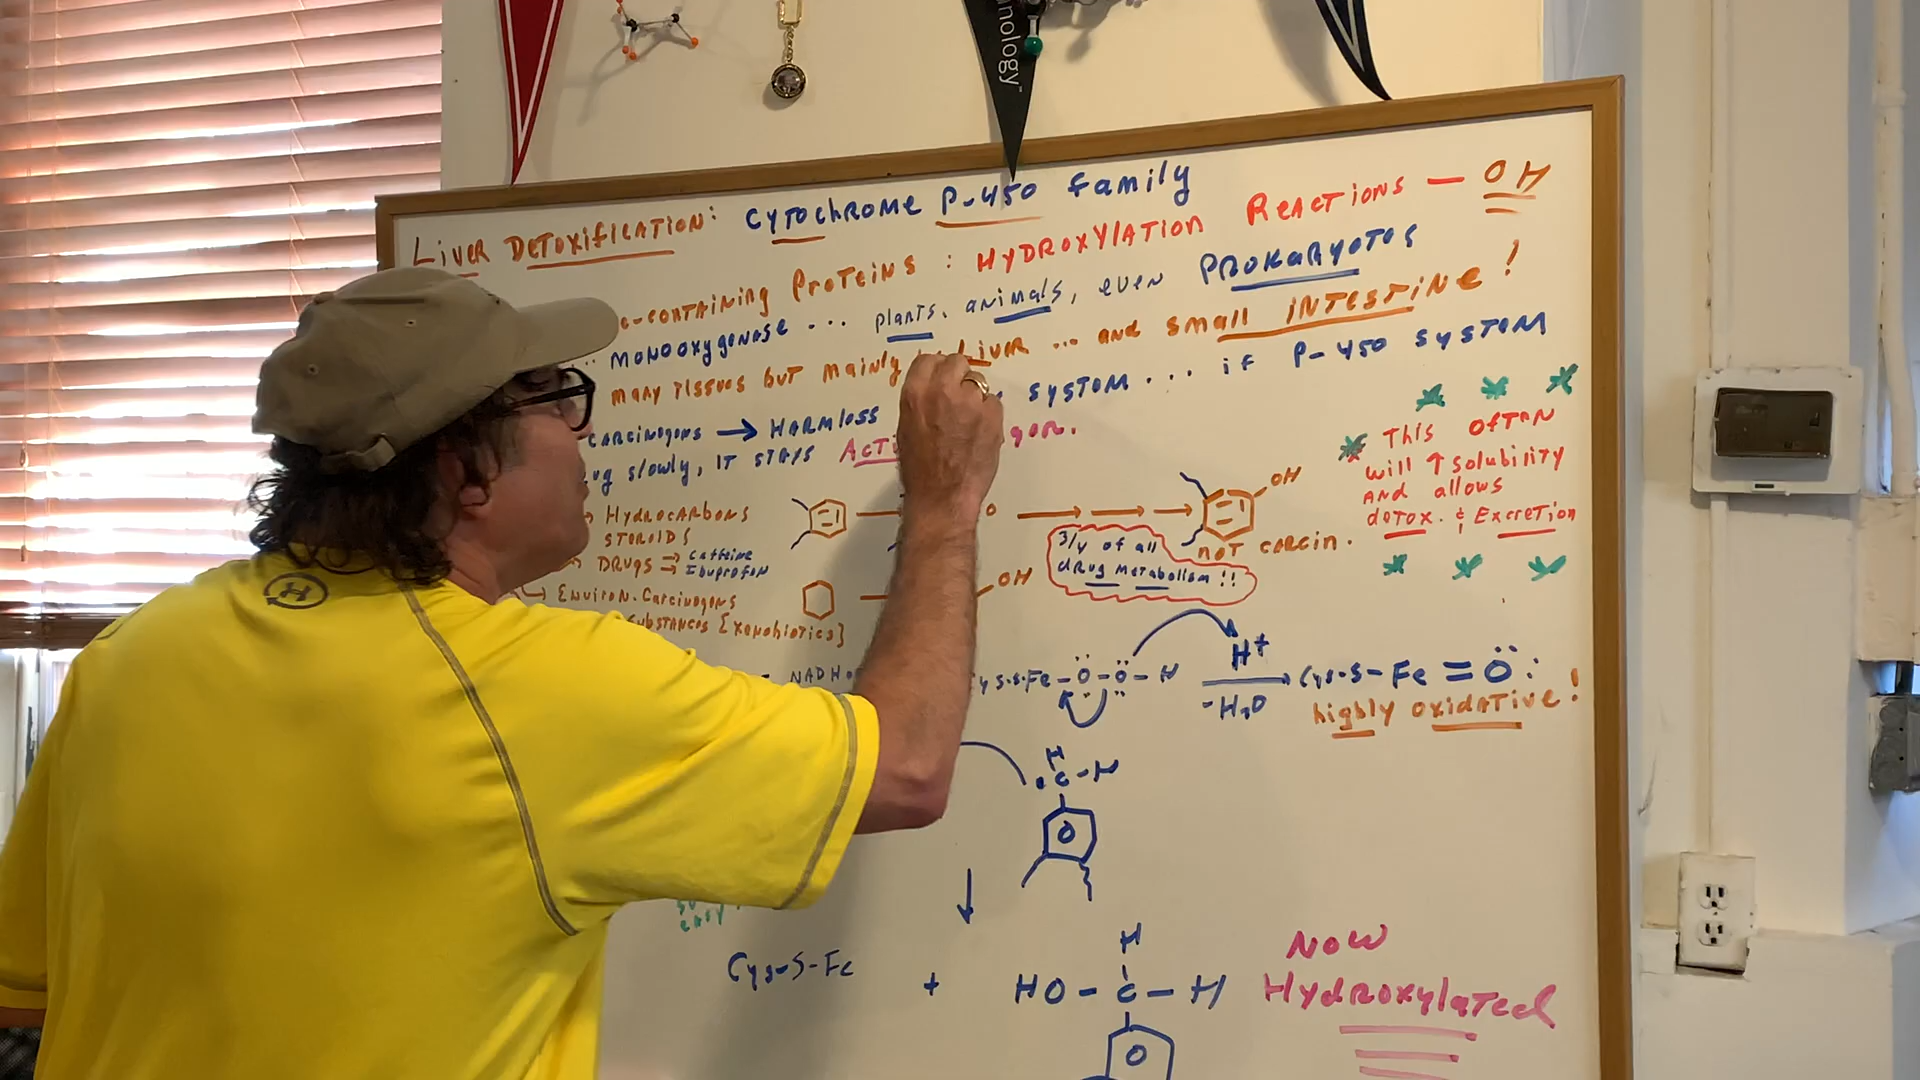 nology™
LIVER DETOXIFICATION: CYTOCHROME P-450 family
CONTAINING PROTEINS : HYDROXYLATION REACTIONS — OH
MONOOXYGENASE ... plants, animals, even PROKARYOTES
many TISSUES but mainly Liver ... and small INTESTINE!
CARCINOGENS → HARMLESS SYSTEM ... if P-450 SYSTEM
slowly, IT STAYS
HYDROCARBONS
STEROIDS
DRUGS → Caffeine
→ Ibuprofen
→ ENVIRON. Carcinogens
SUBSTANCES [xenobiotics]
OH
NOT CARCIN.
3/4 of all
dRug METABOLISM!!
OH
This OFTEN
will ↑ solubility
AND allows
DETOX. & EXCRETION
Fe-O-O-H
H+
-H2O
Cys-S-Fe=O
highly oxidative!
H
C-H
easy
Cys-S-Fe + HO-C-H
H
NOW
Hydroxylated